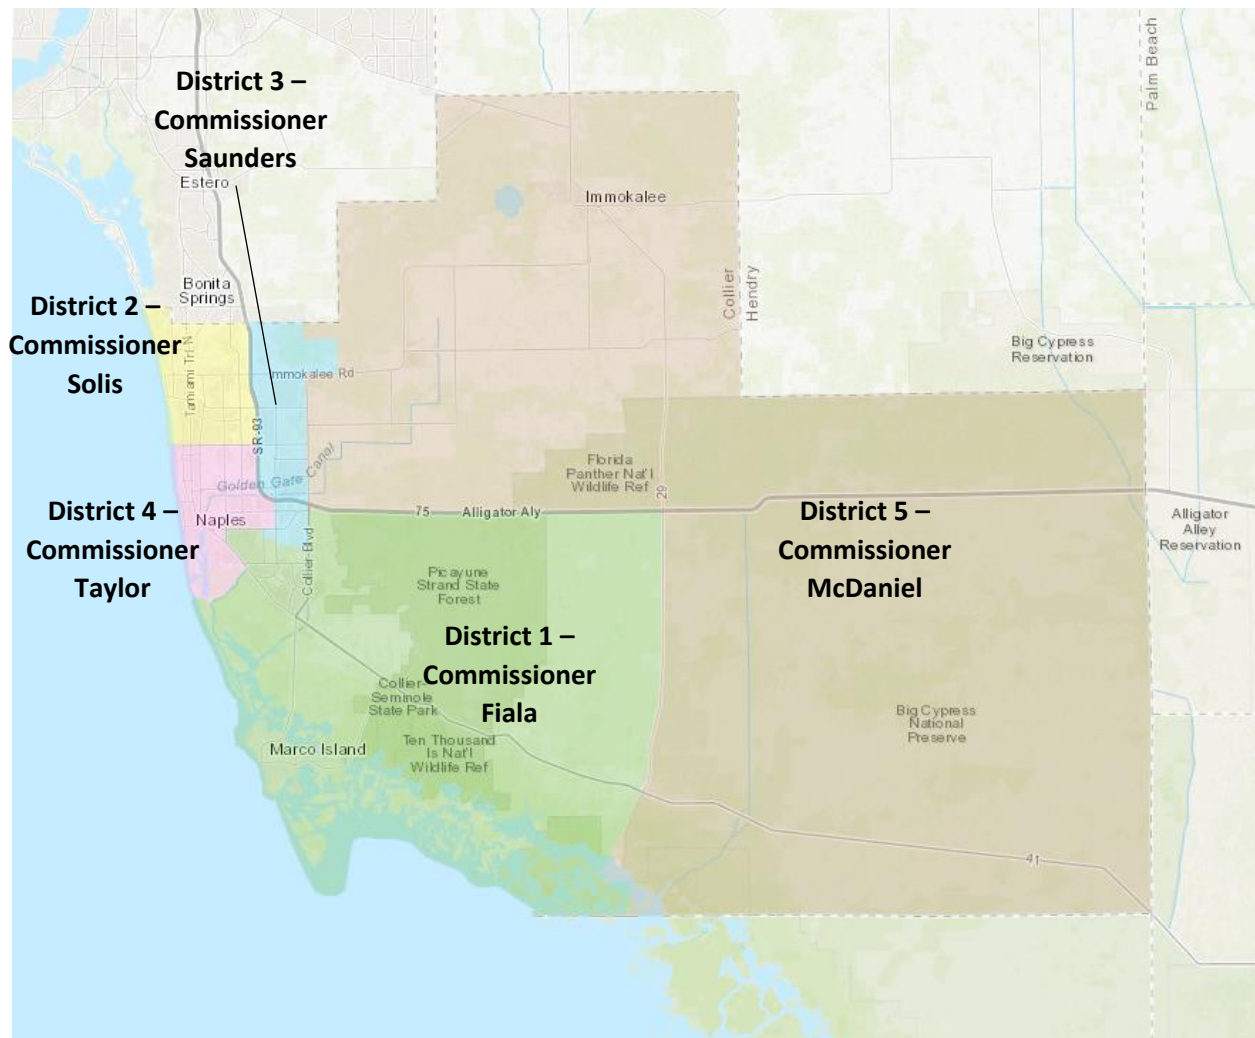 Palm Beach
District 3 –
Commissioner
Saunders
Estero
Immokalee
Collier
Hendry
Bonita
Springs
District 2 –
Commissioner
Solis
Tamiami Trl N
mmokalee Rd
Big Cypress
Reservation
SR-93
Golden Gate Canal
Florida
Panther Nat'l
Wildlife Ref
29
District 4 –
Commissioner
Taylor
Naples
75
Alligator Aly
District 5 –
Commissioner
McDaniel
Alligator
Alley
Reservation
Collier-Blvd
Picayune
Strand State
Forest
District 1 –
Commissioner
Fiala
Collier-
Seminole
State Park
Big Cypress
National
Preserve
Marco Island
Ten Thousand
Is Nat'l
Wildlife Ref
41